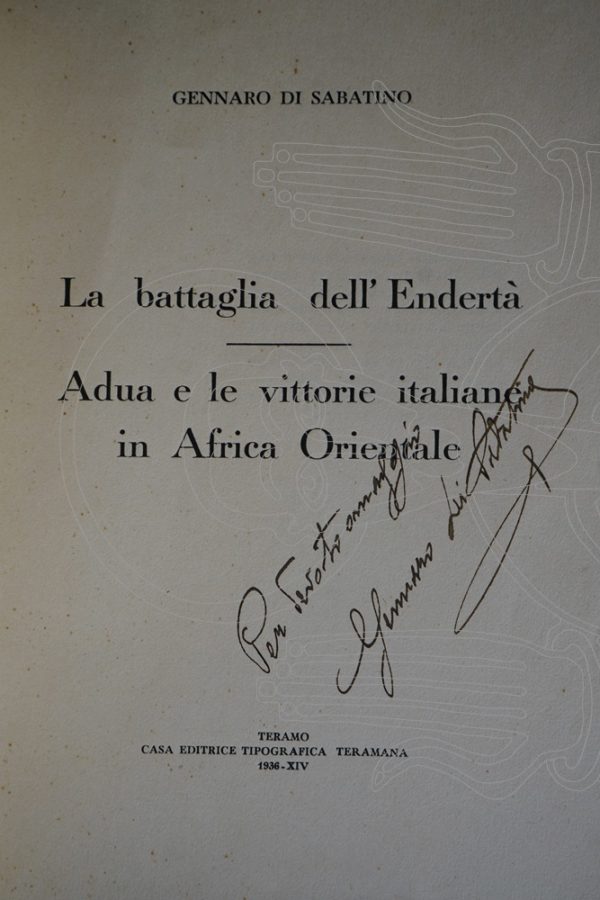 GENNARO DI SABATINO
La battaglia dell'Endertà
Adua e le vittorie italiane
in Africa Orientale
Per devoto omaggio
Gennaro Di Sabatino
TERAMO
CASA EDITRICE TIPOGRAFICA TERAMANA
1936-XIV